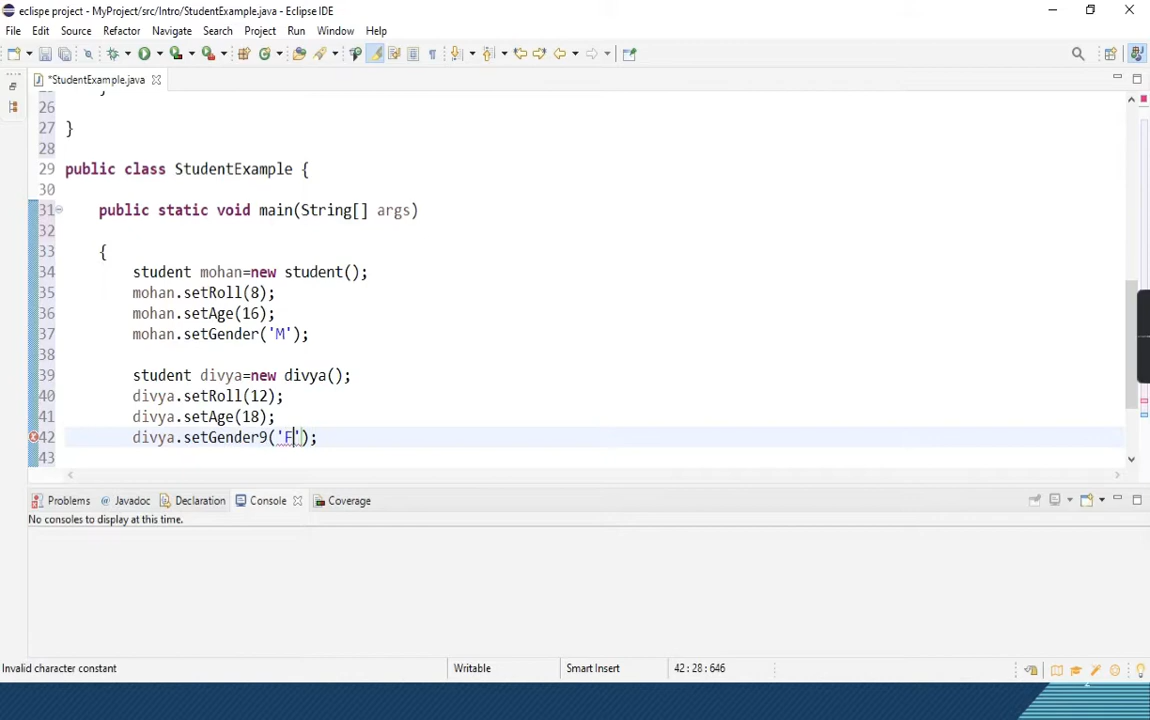 eclispe project - MyProject/src/Intro/StudentExample.java - Eclipse IDE
File Edit Source Refactor Navigate Search Project Run Window Help
*StudentExample.java
26
27 }
28
29 public class StudentExample {
30
31 public static void main(String[] args)
32
33 {
34 student mohan=new student();
35 mohan.setRoll(8);
36 mohan.setAge(16);
37 mohan.setGender('M');
38
39 student divya=new divya();
40 divya.setRoll(12);
41 divya.setAge(18);
42 divya.setGender9('F');
43
Problems @ Javadoc Declaration Console Coverage
No consoles to display at this time.
Invalid character constant Writable Smart Insert 42 : 28 : 646